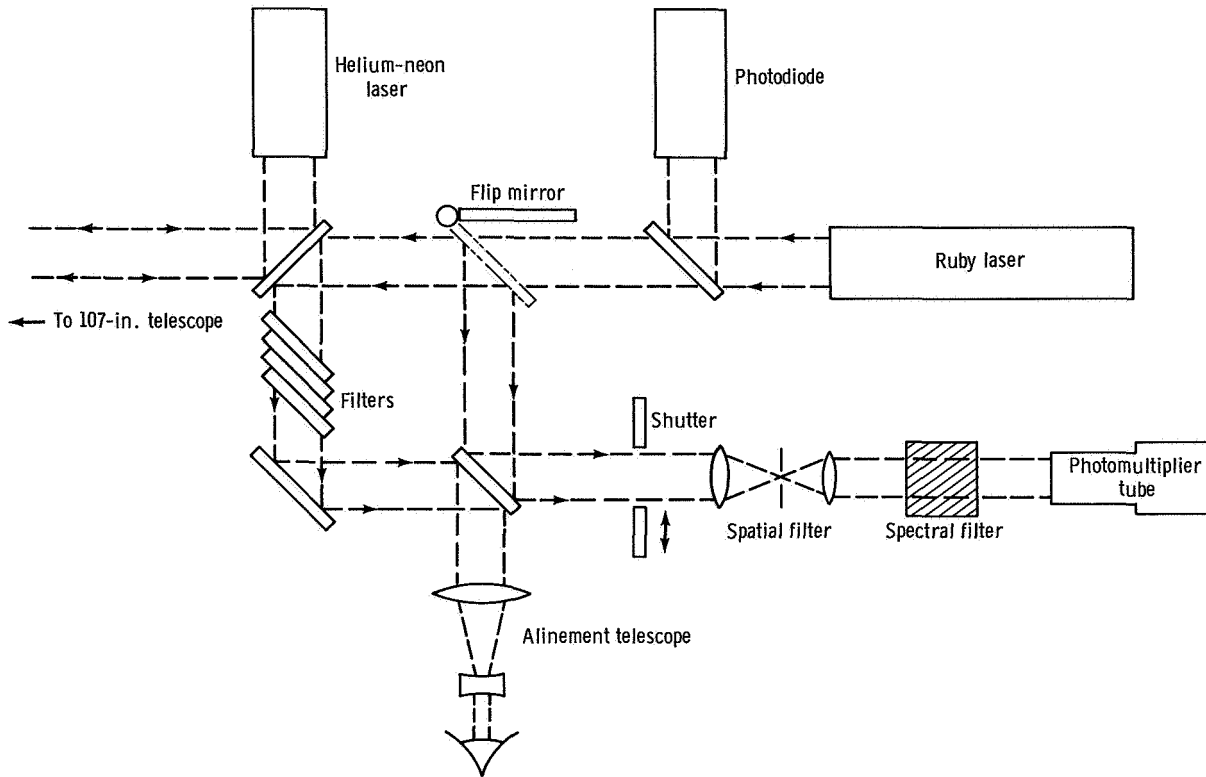 Helium-neon
laser
Photodiode
Flip mirror
Ruby laser
To 107-in. telescope
Filters
Shutter
Photomultiplier
tube
Spatial filter
Spectral filter
Alinement telescope